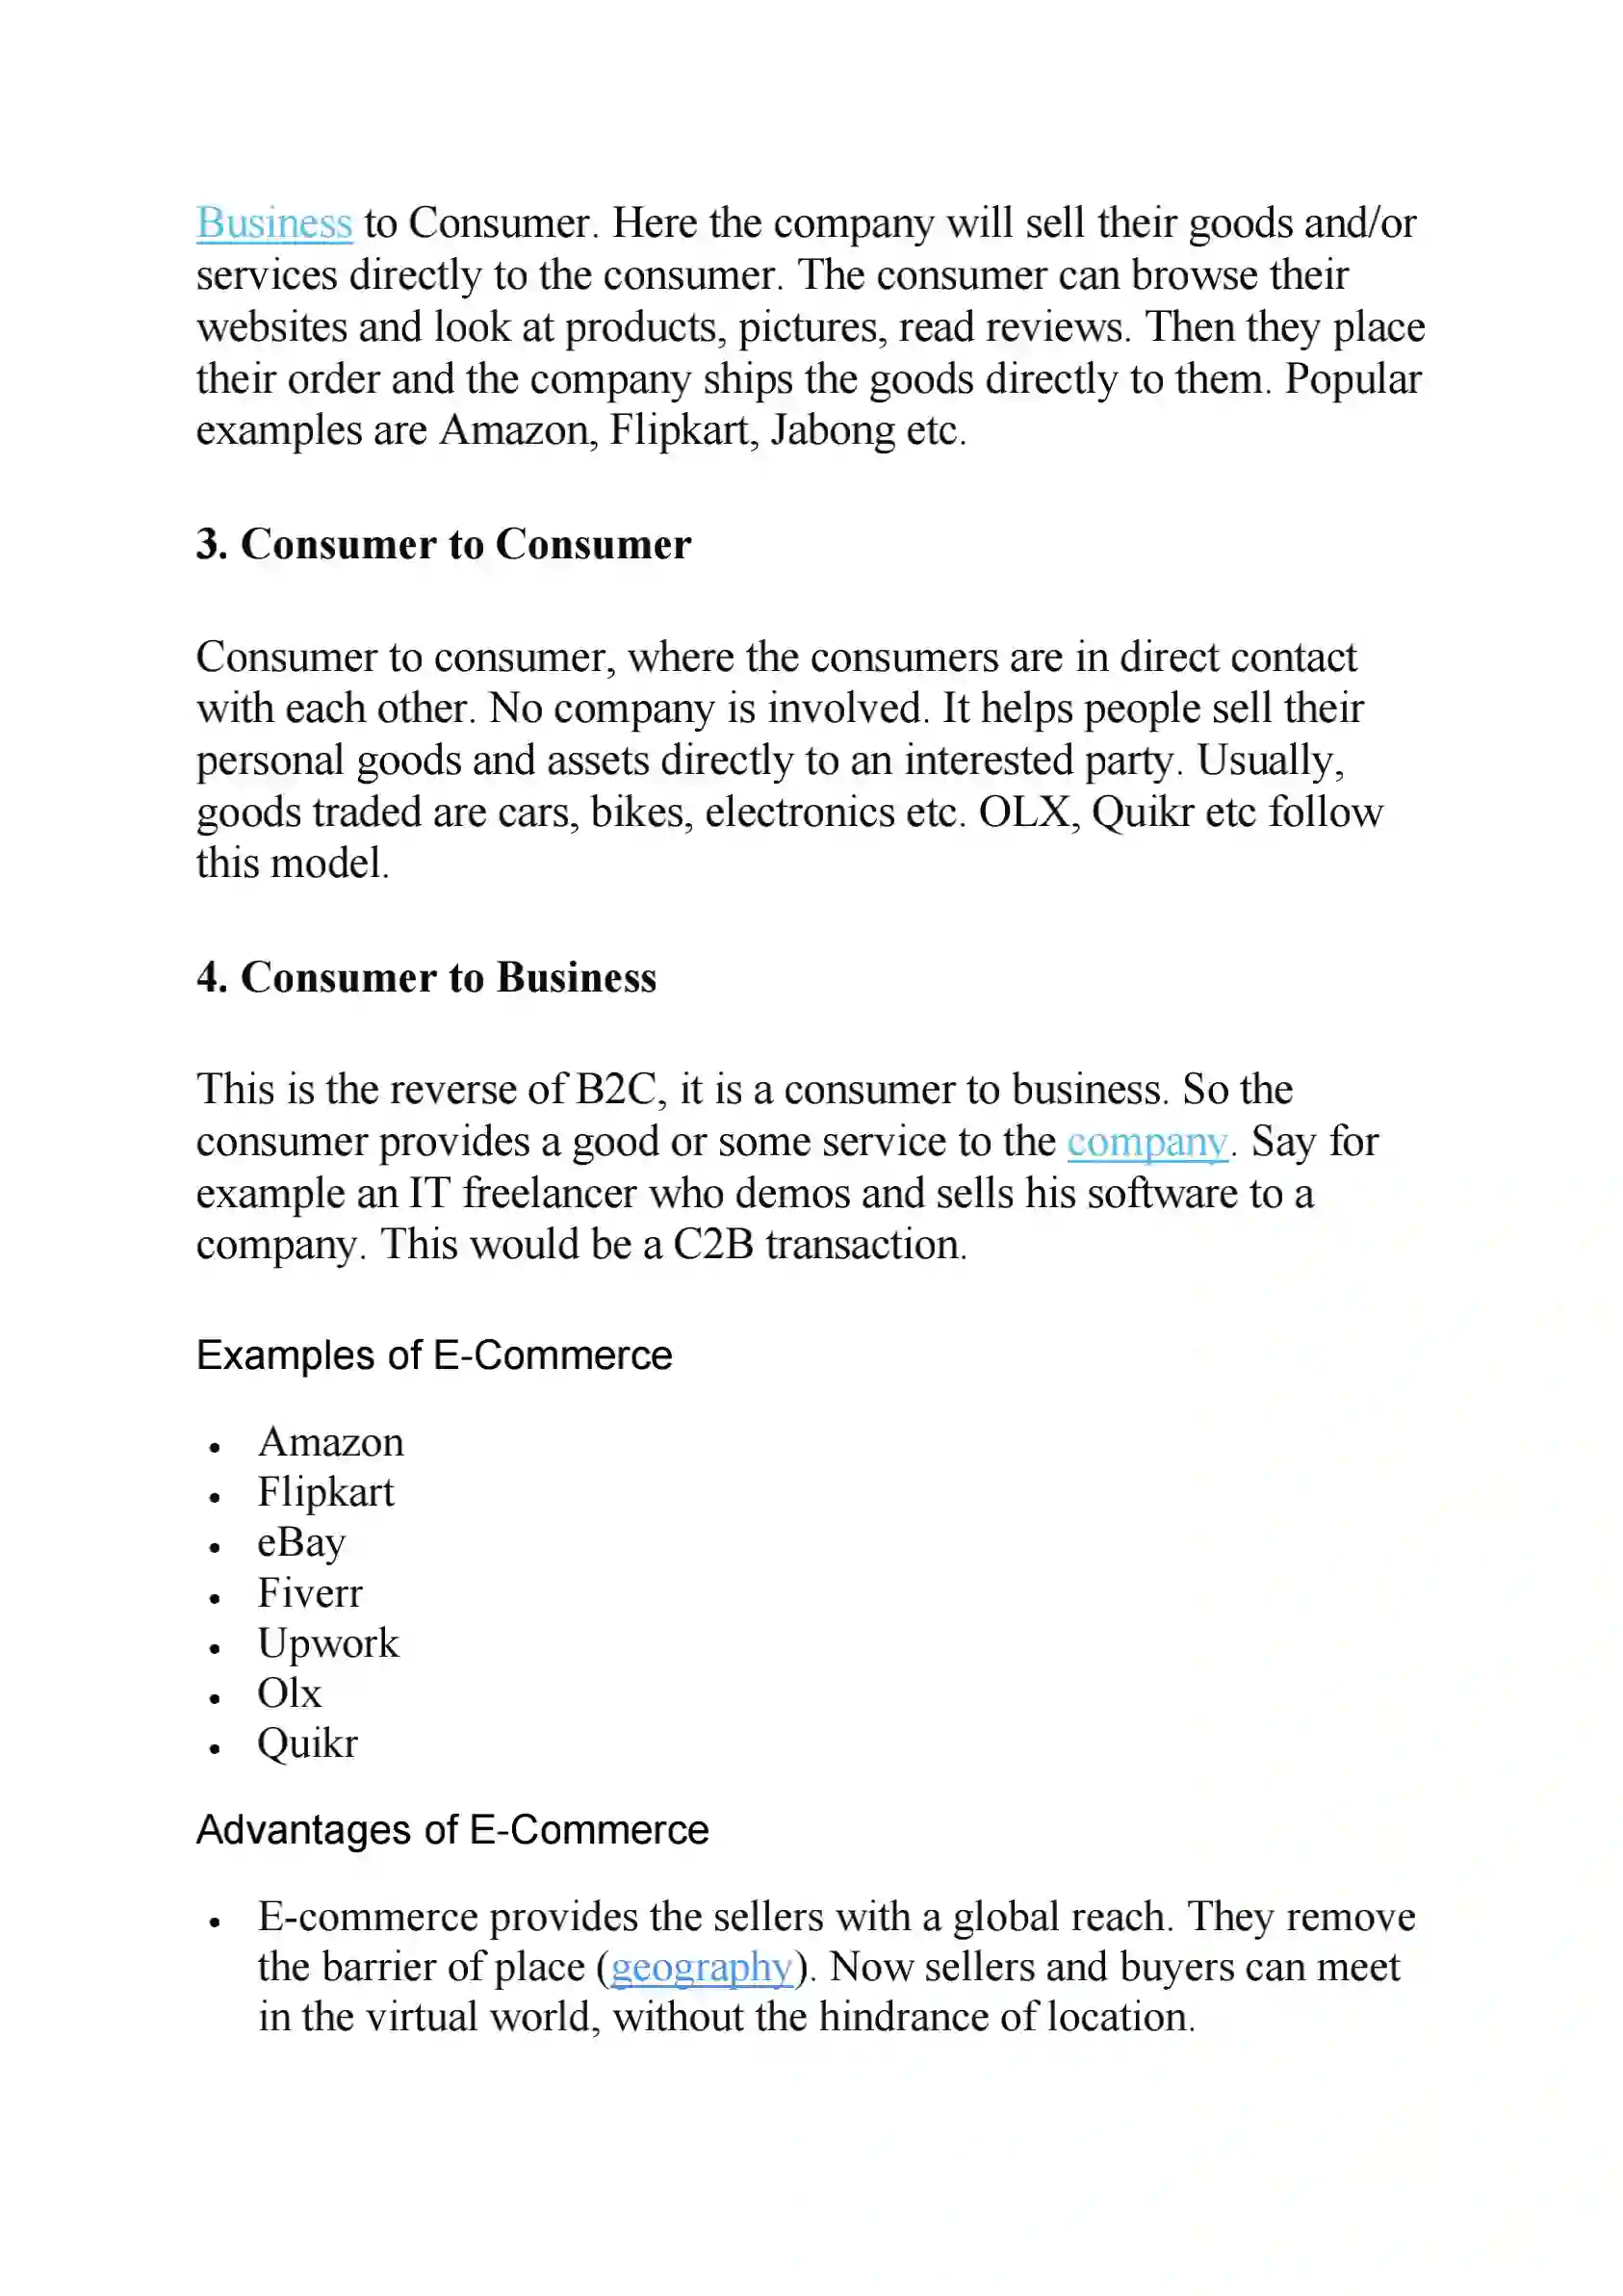 Business to Consumer. Here the company will sell their goods and/or
services directly to the consumer. The consumer can browse their
websites and look at products, pictures, read reviews. Then they place
their order and the company ships the goods directly to them. Popular
examples are Amazon, Flipkart, Jabong etc.
3. Consumer to Consumer
Consumer to consumer, where the consumers are in direct contact
with each other. No company is involved. It helps people sell their
personal goods and assets directly to an interested party. Usually,
goods traded are cars, bikes, electronics etc. OLX, Quikr etc follow
this model.
4. Consumer to Business
This is the reverse of B2C, it is a consumer to business. So the
consumer provides a good or some service to the company. Say for
example an IT freelancer who demos and sells his software to a
company. This would be a C2B transaction.
Examples of E-Commerce
• Amazon
• Flipkart
• eBay
• Fiverr
• Upwork
• Olx
• Quikr
Advantages of E-Commerce
• E-commerce provides the sellers with a global reach. They remove
the barrier of place (geography). Now sellers and buyers can meet
in the virtual world, without the hindrance of location.